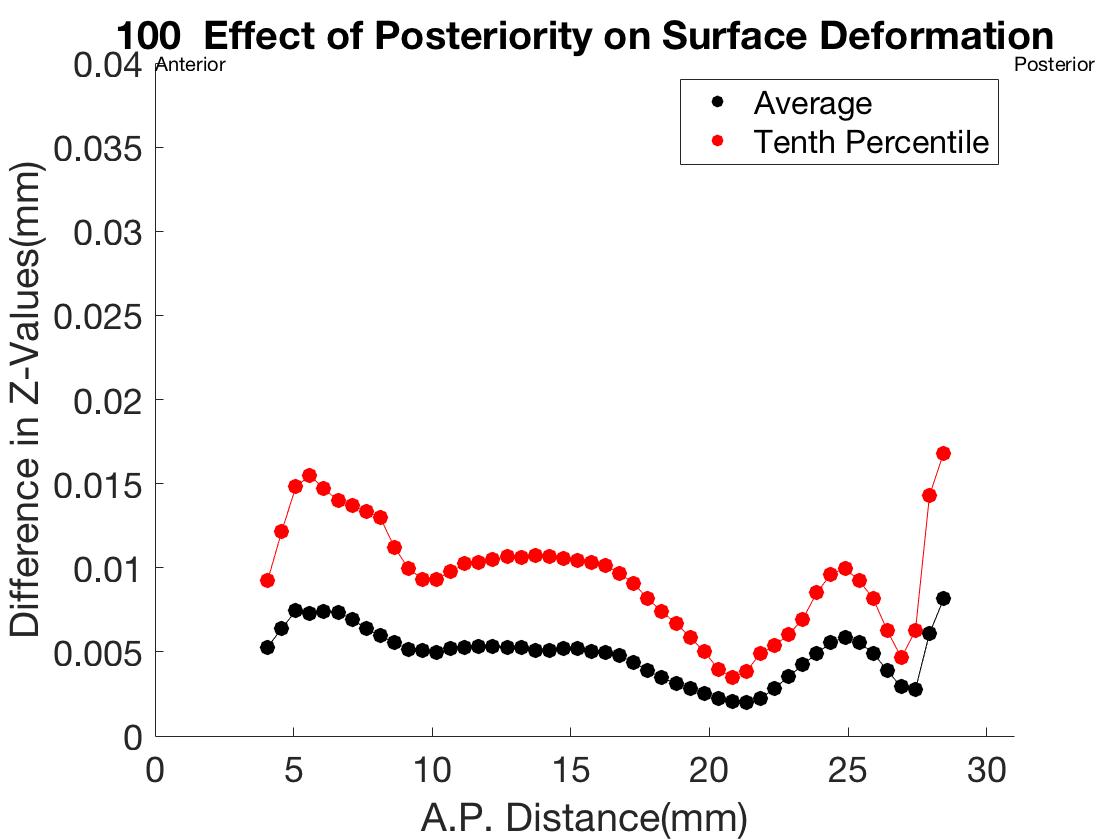 100  Effect of Posteriority on Surface Deformation
Anterior
Posterior
Average
Tenth Percentile
Difference in Z-Values(mm)
0.04
0.035
0.03
0.025
0.02
0.015
0.01
0.005
0
0 5 10 15 20 25 30
A.P. Distance(mm)